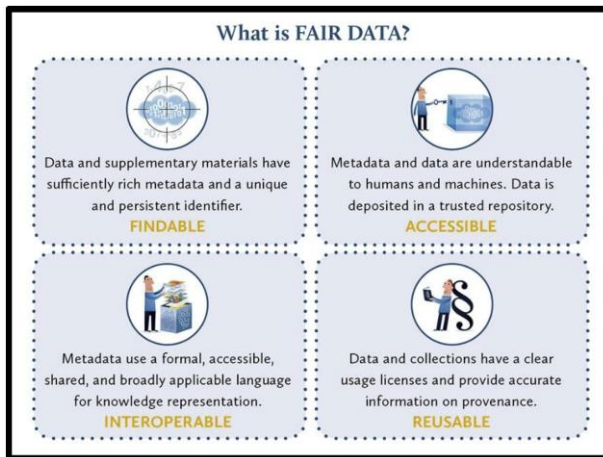 What is FAIR DATA?
Data and supplementary materials have
sufficiently rich metadata and a unique
and persistent identifier.
FINDABLE
Metadata and data are understandable
to humans and machines. Data is
deposited in a trusted repository.
ACCESSIBLE
Metadata use a formal, accessible,
shared, and broadly applicable language
for knowledge representation.
INTEROPERABLE
Data and collections have a clear
usage licenses and provide accurate
information on provenance.
REUSABLE